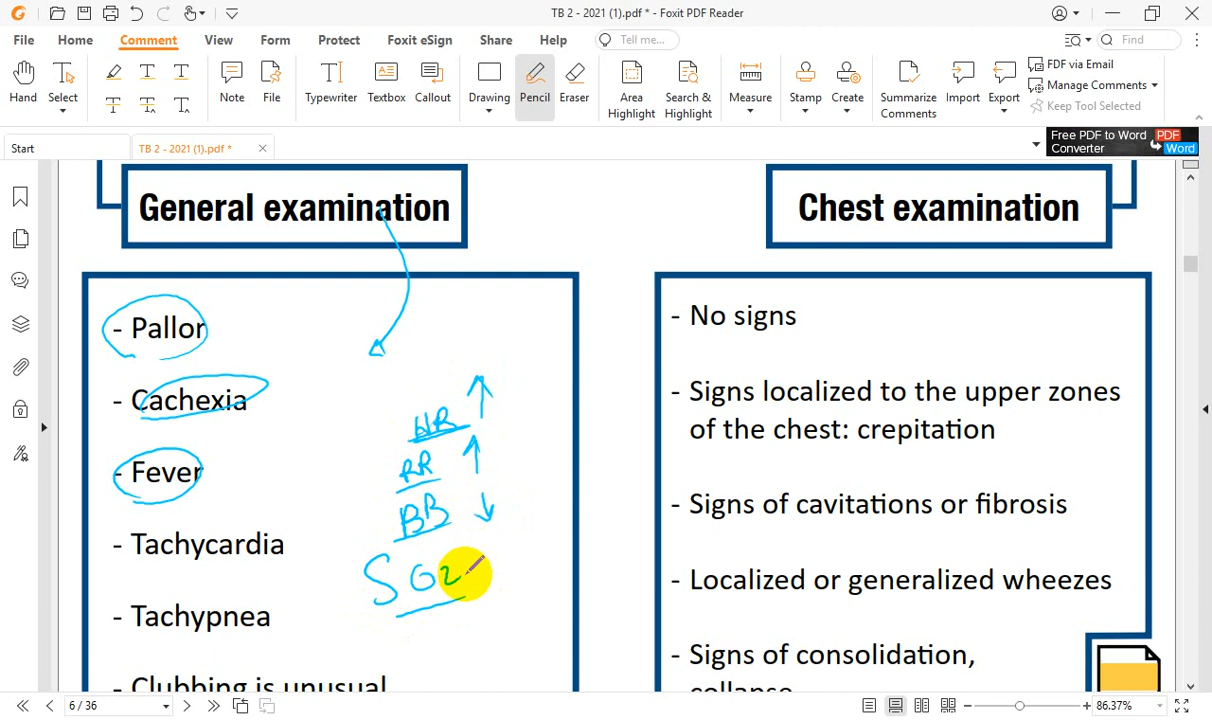 TB 2 - 2021 (1).pdf * - Foxit PDF Reader
File Home Comment View Form Protect Foxit eSign Share Help Tell me... Find
Hand Select Note File Typewriter Textbox Callout Drawing Pencil Eraser Area Highlight Search & Highlight Measure Stamp Create Summarize Comments Import Export
FDF via Email
Manage Comments
Keep Tool Selected
Start TB 2 - 2021 (1).pdf *
Free PDF to Word Converter PDF Word
General examination
- Pallor
- Cachexia
- Fever
- Tachycardia
- Tachypnea
- Clubbing is unusual
HR
RR
BB
SO2
Chest examination
- No signs
- Signs localized to the upper zones
of the chest: crepitation
- Signs of cavitations or fibrosis
- Localized or generalized wheezes
- Signs of consolidation,
collapse
6 / 36 86.37%